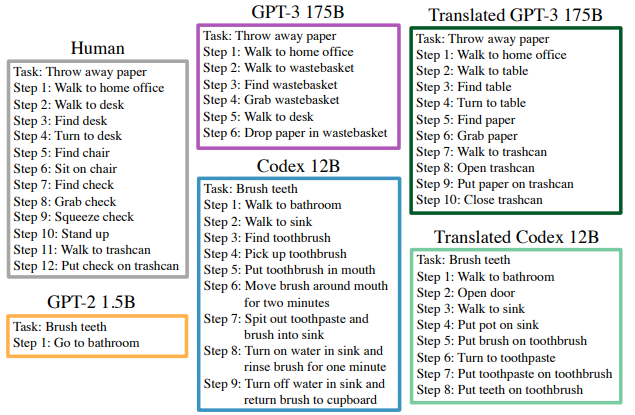 Human
Task: Throw away paper
Step 1: Walk to home office
Step 2: Walk to desk
Step 3: Find desk
Step 4: Turn to desk
Step 5: Find chair
Step 6: Sit on chair
Step 7: Find check
Step 8: Grab check
Step 9: Squeeze check
Step 10: Stand up
Step 11: Walk to trashcan
Step 12: Put check on trashcan
GPT-2 1.5B
Task: Brush teeth
Step 1: Go to bathroom
GPT-3 175B
Task: Throw away paper
Step 1: Walk to home office
Step 2: Walk to wastebasket
Step 3: Find wastebasket
Step 4: Grab wastebasket
Step 5: Walk to desk
Step 6: Drop paper in wastebasket
Codex 12B
Task: Brush teeth
Step 1: Walk to bathroom
Step 2: Walk to sink
Step 3: Find toothbrush
Step 4: Pick up toothbrush
Step 5: Put toothbrush in mouth
Step 6: Move brush around mouth
for two minutes
Step 7: Spit out toothpaste and
brush into sink
Step 8: Turn on water in sink and
rinse brush for one minute
Step 9: Turn off water in sink and
return brush to cupboard
Translated GPT-3 175B
Task: Throw away paper
Step 1: Walk to home office
Step 2: Walk to table
Step 3: Find table
Step 4: Turn to table
Step 5: Find paper
Step 6: Grab paper
Step 7: Walk to trashcan
Step 8: Open trashcan
Step 9: Put paper on trashcan
Step 10: Close trashcan
Translated Codex 12B
Task: Brush teeth
Step 1: Walk to bathroom
Step 2: Open door
Step 3: Walk to sink
Step 4: Put pot on sink
Step 5: Put brush on toothbrush
Step 6: Turn to toothpaste
Step 7: Put toothpaste on toothbrush
Step 8: Put teeth on toothbrush